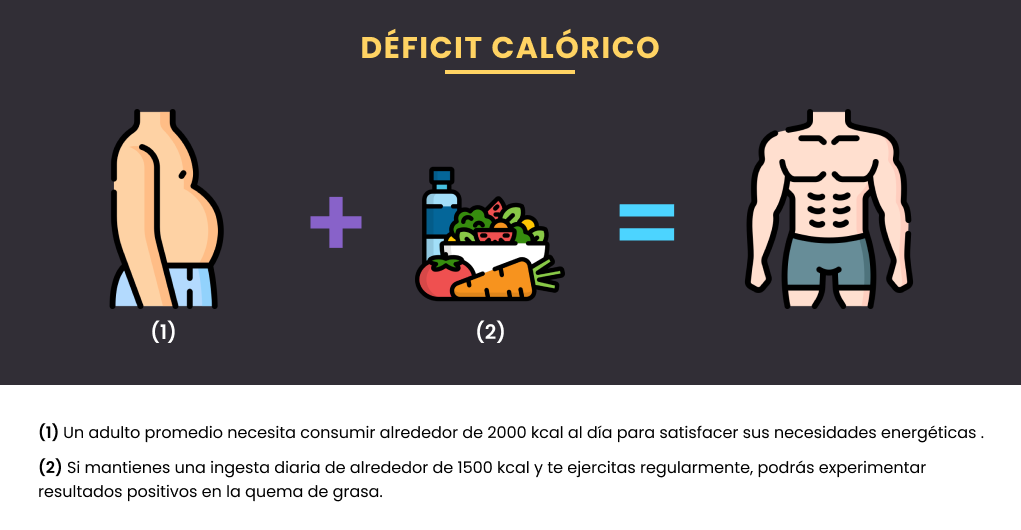 DÉFICIT CALÓRICO
(1)
(2)
(1) Un adulto promedio necesita consumir alrededor de 2000 kcal al día para satisfacer sus necesidades energéticas .
(2) Si mantienes una ingesta diaria de alrededor de 1500 kcal y te ejercitas regularmente, podrás experimentar
resultados positivos en la quema de grasa.